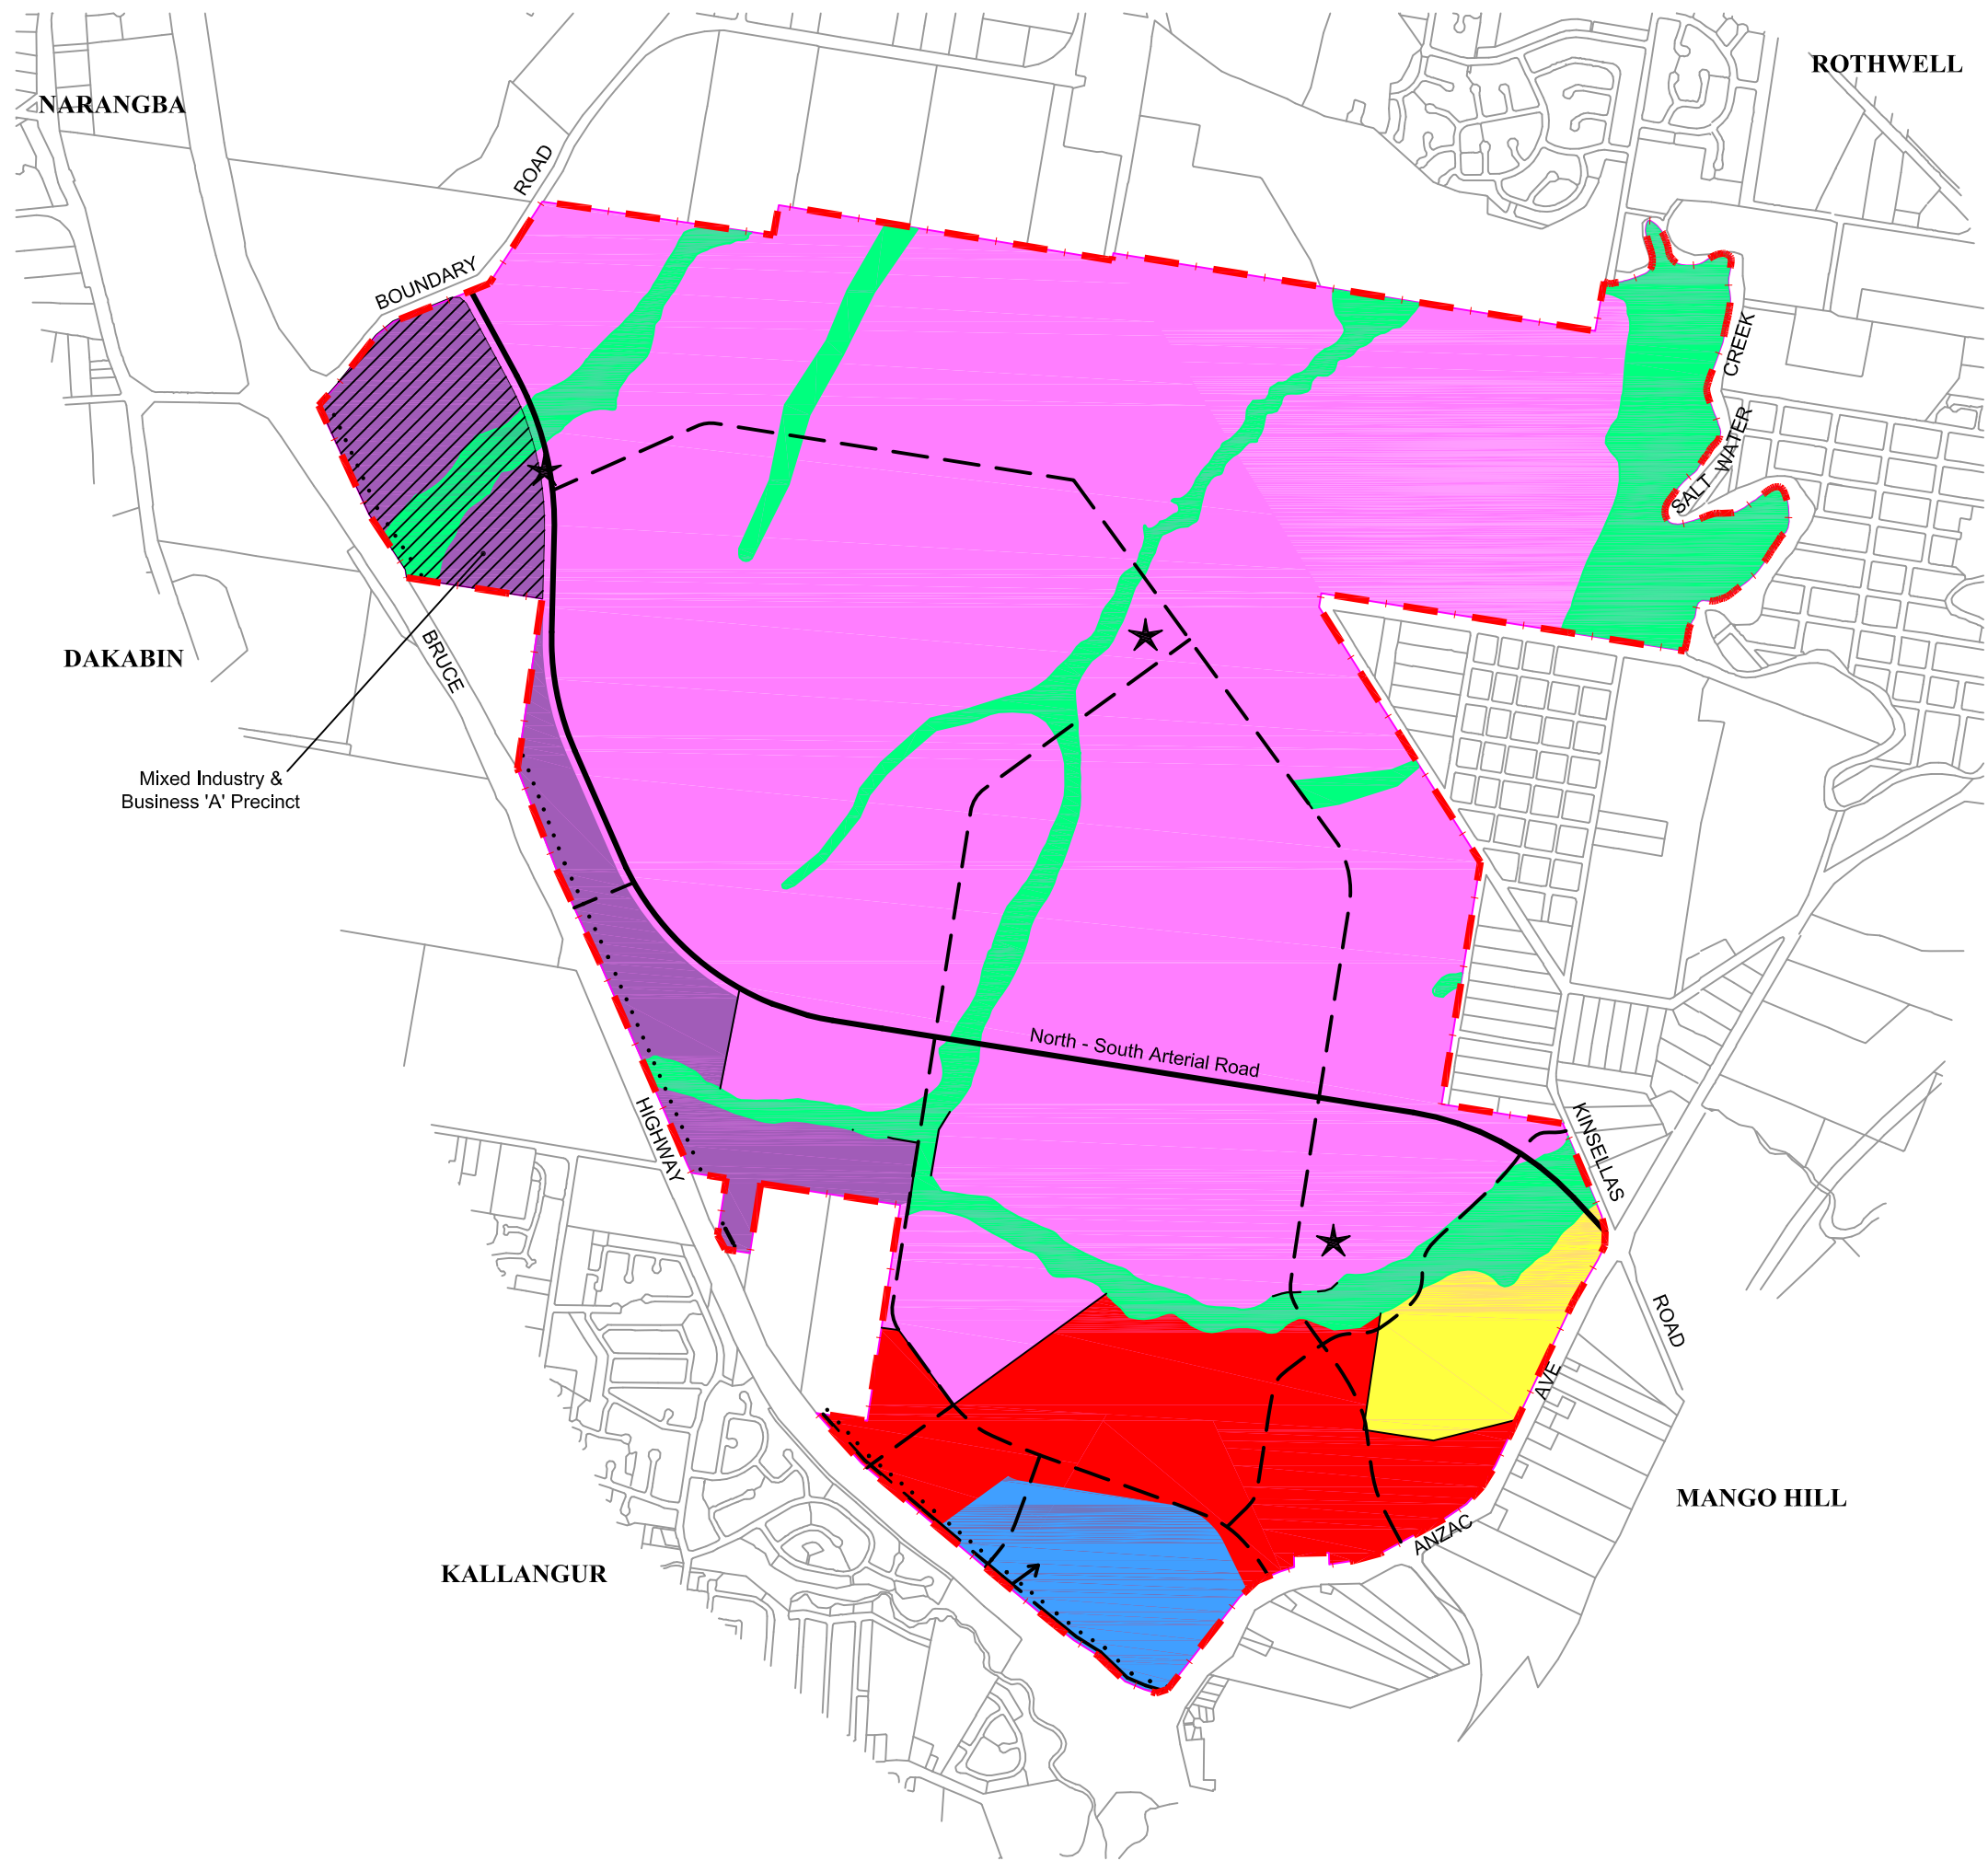 ROTHWELL
NARANGBA
ROAD
BOUNDARY
CREEK
WATER
SALT
DAKABIN
BRUCE
Mixed Industry &
Business 'A' Precinct
North - South Arterial Road
KINSELLAS
HIGHWAY
ROAD
AVE
MANGO HILL
ANZAC
KALLANGUR